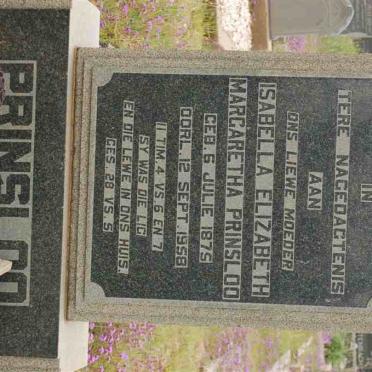 IN
TERE NAGEDAGTENIS
AAN
ONS LIEWE MOEDER
ISABELLA ELIZABETH
MARGARETHA PRINSLOO
GEB 6 JULIE 1875
OORL 12 SEPT 1958
II TIM. 4 VS 6 EN 7
SY WAS DIE LIG
EN DIE LEWE IN ONS HUIS.
GES 28 VS 5
PRINSLOO